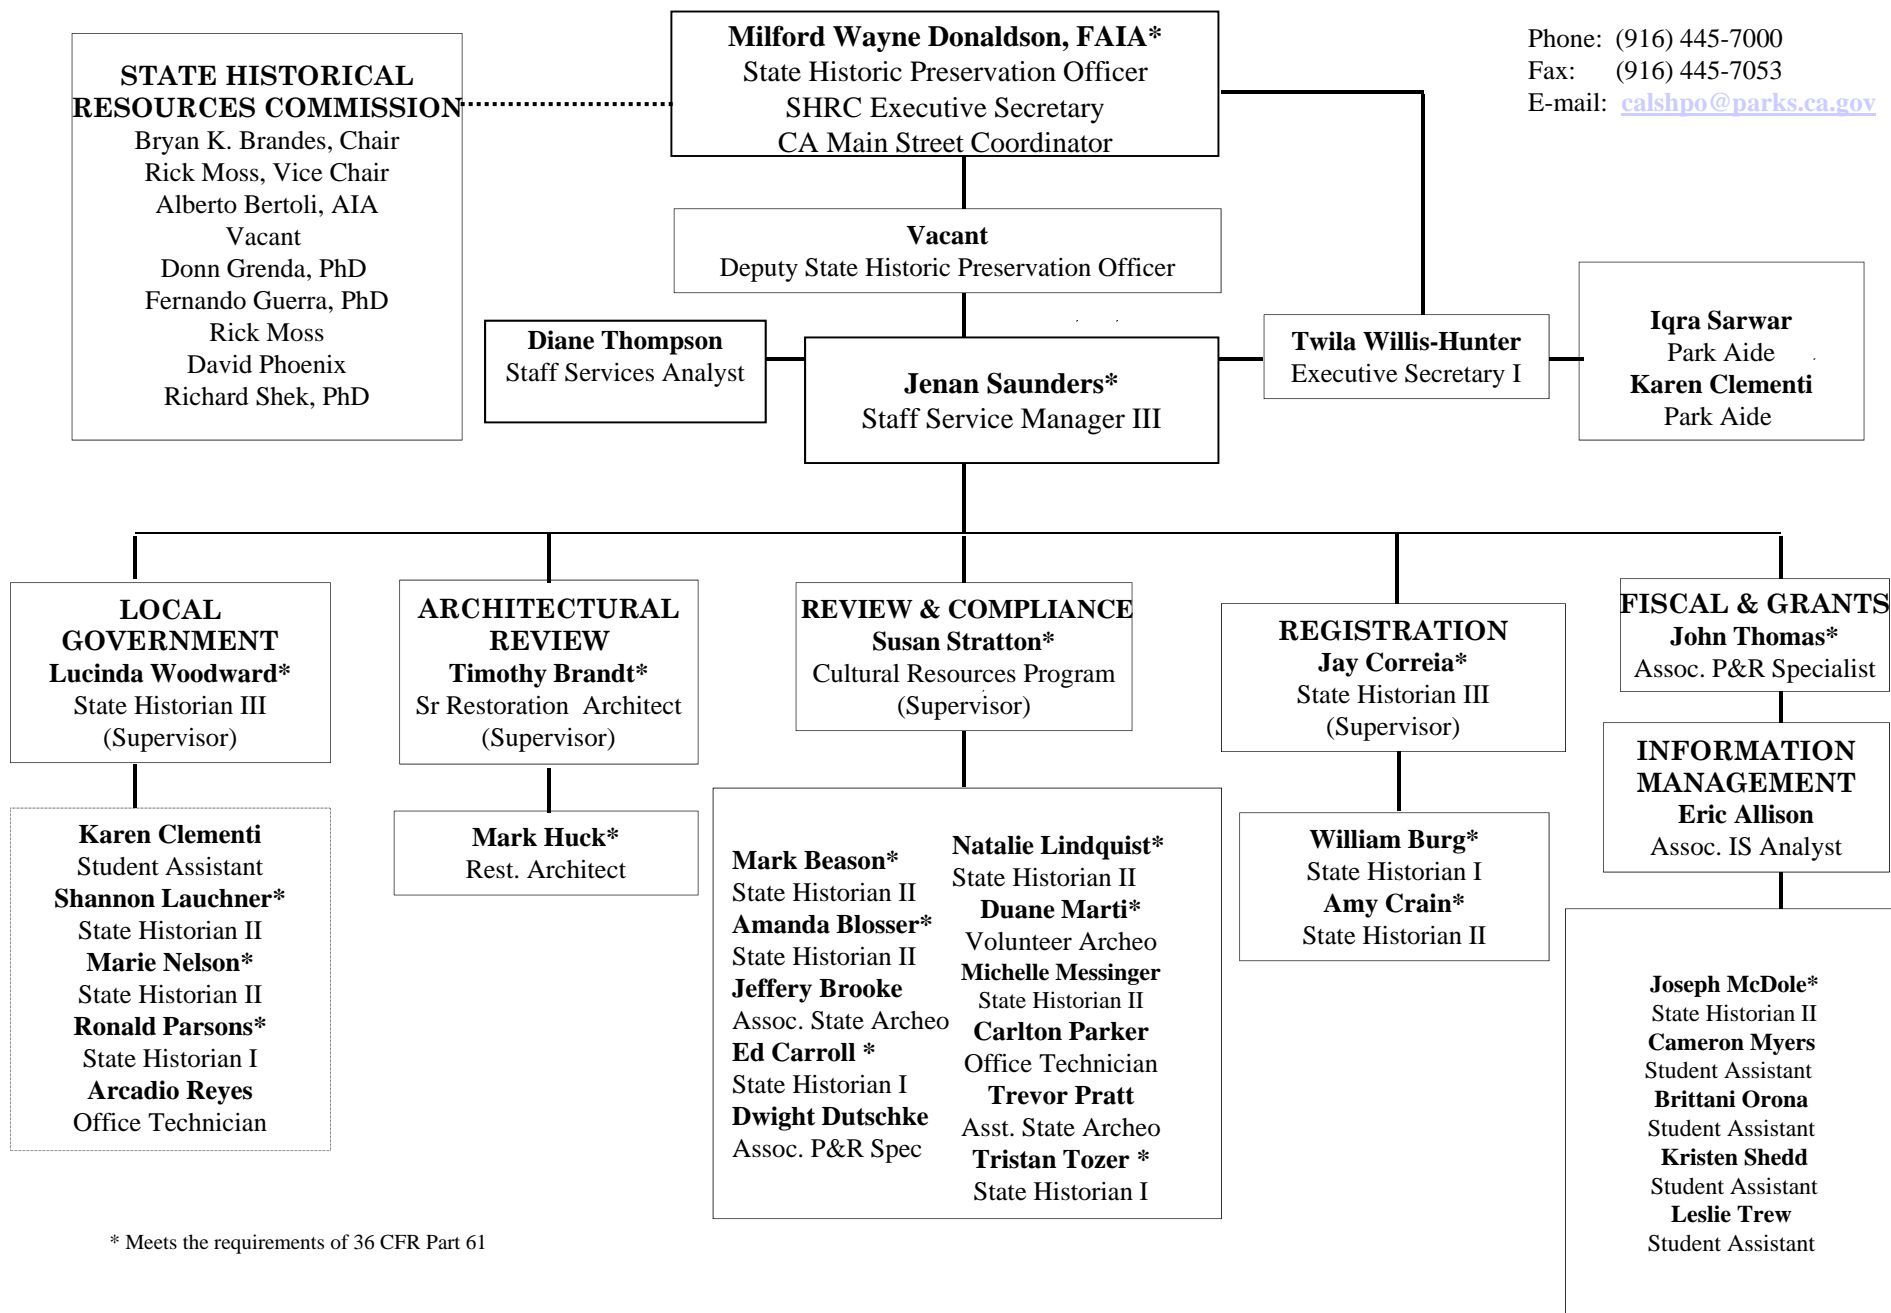 Milford Wayne Donaldson, FAIA*
State Historic Preservation Officer
SHRC Executive Secretary
CA Main Street Coordinator
Phone: (916) 445-7000
Fax: (916) 445-7053
E-mail: calshpo@parks.ca.gov
STATE HISTORICAL
RESOURCES COMMISSION
Bryan K. Brandes, Chair
Rick Moss, Vice Chair
Alberto Bertoli, AIA
Vacant
Donn Grenda, PhD
Fernando Guerra, PhD
Rick Moss
David Phoenix
Richard Shek, PhD
Vacant
Deputy State Historic Preservation Officer
Diane Thompson
Staff Services Analyst
Jenan Saunders*
Staff Service Manager III
Twila Willis-Hunter
Executive Secretary I
Iqra Sarwar
Park Aide
Karen Clementi
Park Aide
LOCAL
GOVERNMENT
Lucinda Woodward*
State Historian III
(Supervisor)
Karen Clementi
Student Assistant
Shannon Lauchner*
State Historian II
Marie Nelson*
State Historian II
Ronald Parsons*
State Historian I
Arcadio Reyes
Office Technician
ARCHITECTURAL
REVIEW
Timothy Brandt*
Sr Restoration Architect
(Supervisor)
Mark Huck*
Rest. Architect
REVIEW & COMPLIANCE
Susan Stratton*
Cultural Resources Program
(Supervisor)
Mark Beason*
State Historian II
Amanda Blosser*
State Historian II
Jeffery Brooke
Assoc. State Archeo
Ed Carroll *
State Historian I
Dwight Dutschke
Assoc. P&R Spec
Natalie Lindquist*
State Historian II
Duane Marti*
Volunteer Archeo
Michelle Messinger
State Historian II
Carlton Parker
Office Technician
Trevor Pratt
Asst. State Archeo
Tristan Tozer *
State Historian I
REGISTRATION
Jay Correia*
State Historian III
(Supervisor)
William Burg*
State Historian I
Amy Crain*
State Historian II
FISCAL & GRANTS
John Thomas*
Assoc. P&R Specialist
INFORMATION
MANAGEMENT
Eric Allison
Assoc. IS Analyst
Joseph McDole*
State Historian II
Cameron Myers
Student Assistant
Brittani Orona
Student Assistant
Kristen Shedd
Student Assistant
Leslie Trew
Student Assistant
* Meets the requirements of 36 CFR Part 61